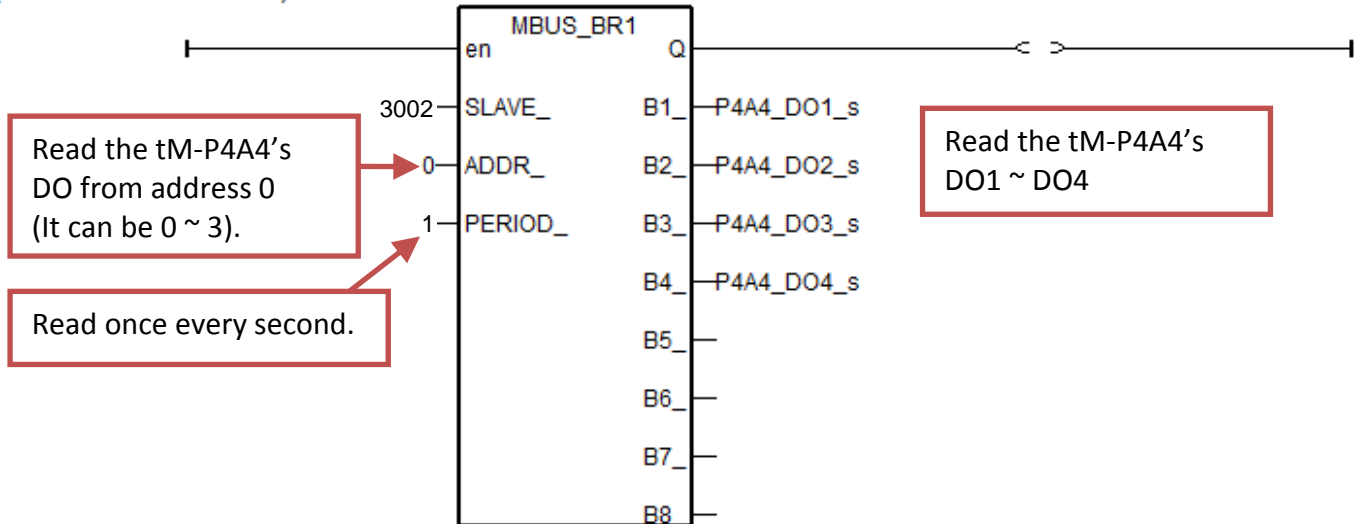 MBUS_BR1
en Q
3002 SLAVE_ B1_ P4A4_DO1_s
0 ADDR_ B2_ P4A4_DO2_s
1 PERIOD_ B3_ P4A4_DO3_s
B4_ P4A4_DO4_s
B5_
B6_
B7_
B8
Read the tM-P4A4’s
DO from address 0
(It can be 0 ~ 3).
Read once every second.
Read the tM-P4A4’s
DO1 ~ DO4